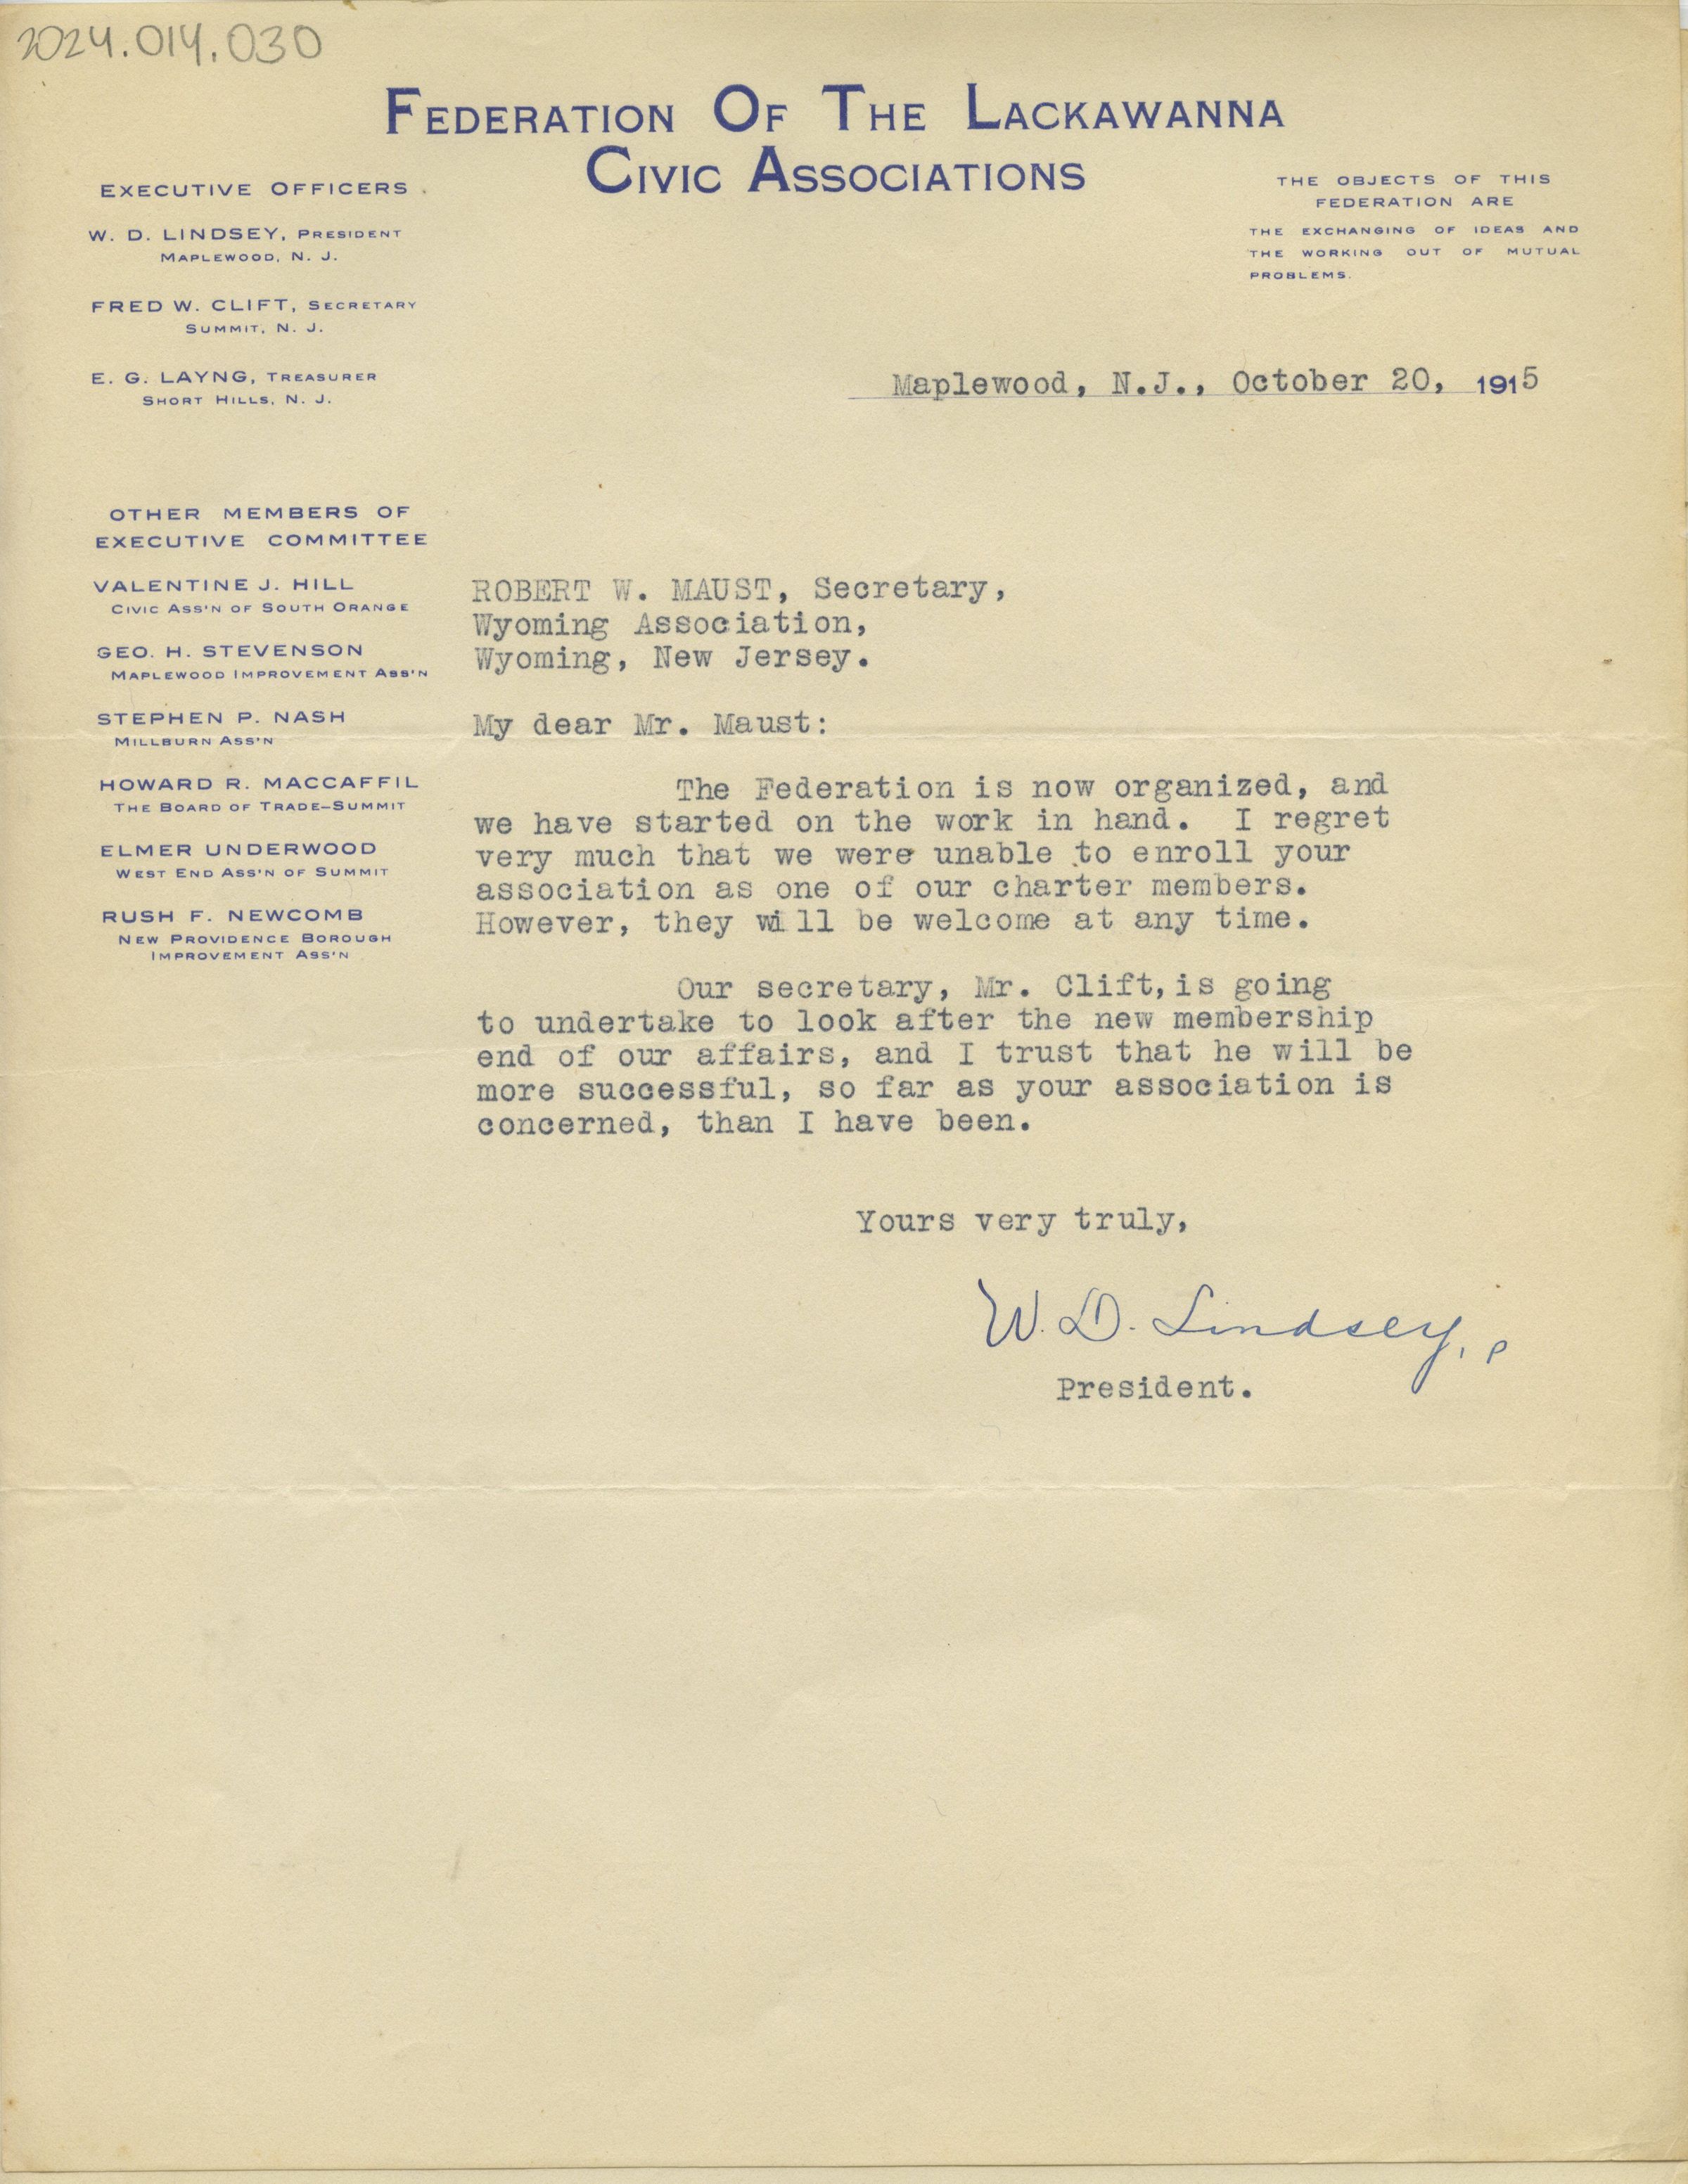 2024.014.030
FEDERATION OF THE LACKAWANNA
CIVIC ASSOCIATIONS
EXECUTIVE OFFICERS
W. D. LINDSEY, PRESIDENT
MAPLEWOOD, N. J.
FRED W. CLIFT, SECRETARY
SUMMIT, N. J.
E. G. LAYNG, TREASURER
SHORT HILLS, N. J.
THE OBJECTS OF THIS
FEDERATION ARE
THE EXCHANGING OF IDEAS AND
THE WORKING OUT OF MUTUAL
PROBLEMS.
Maplewood, N.J., October 20, 1915
OTHER MEMBERS OF
EXECUTIVE COMMITTEE
VALENTINE J. HILL
CIVIC ASS'N OF SOUTH ORANGE
GEO. H. STEVENSON
MAPLEWOOD IMPROVEMENT ASS'N
STEPHEN P. NASH
MILLBURN ASS'N
HOWARD R. MACCAFFIL
THE BOARD OF TRADE-SUMMIT
ELMER UNDERWOOD
WEST END ASS'N OF SUMMIT
RUSH F. NEWCOMB
NEW PROVIDENCE BOROUGH
IMPROVEMENT ASS'N
ROBERT W. MAUST, Secretary,
Wyoming Association,
Wyoming, New Jersey.
My dear Mr. Maust:
The Federation is now organized, and
we have started on the work in hand. I regret
very much that we were unable to enroll your
association as one of our charter members.
However, they will be welcome at any time.
Our secretary, Mr. Clift, is going
to undertake to look after the new membership
end of our affairs, and I trust that he will be
more successful, so far as your association is
concerned, than I have been.
Yours very truly,
W. D. Lindsey, P
President.